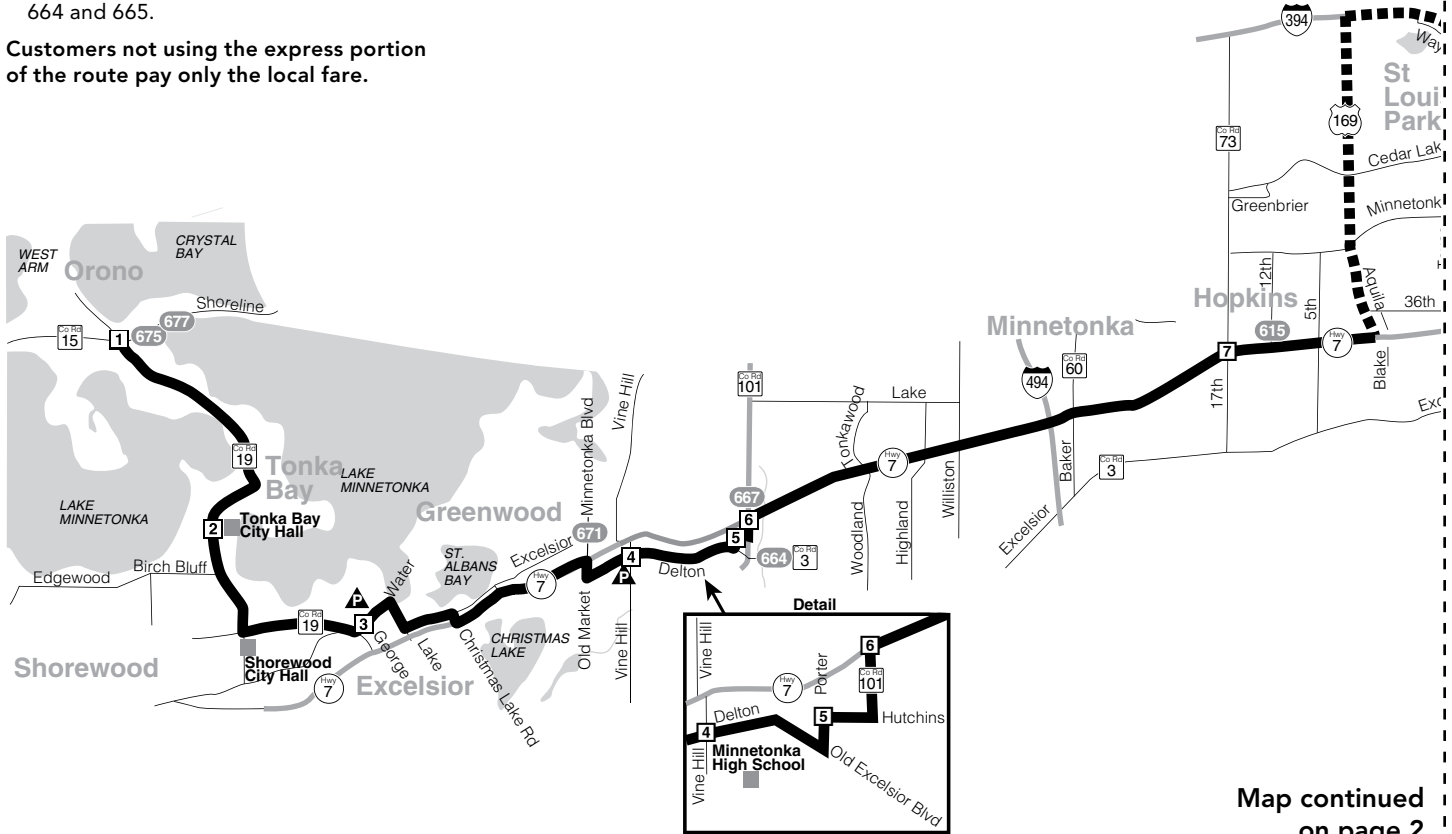 664 and 665.
Customers not using the express portion
of the route pay only the local fare.
394
Way
St
Loui
Park
169
Co Rd
73
Cedar Lak
Greenbrier
Minnetonk
12th
Hopkins
5th
Aquila
36th
615
Hwy
7
7
17th
Blake
Exc
WEST
ARM
CRYSTAL
BAY
Orono
Shoreline
677
675
1
Co Rd
15
Minnetonka
494
Co Rd
60
Baker
Co Rd
3
Excelsior
Co Rd
101
Lake
Tonkawood
Hwy
7
Woodland
Highland
Williston
Co Rd
19
Tonka
Bay
LAKE
MINNETONKA
LAKE
MINNETONKA
2
Tonka Bay
City Hall
Greenwood
Minnetonka Blvd
Vine Hill
671
667
6
5
664
Co Rd
3
Edgewood
Birch Bluff
ST.
ALBANS
BAY
Excelsior
Hwy
7
4
P
Delton
Water
P
Co Rd
19
3
George
Lake
Christmas Lake Rd
CHRISTMAS
LAKE
Old Market
Vine Hill
Shorewood
Shorewood
City Hall
Hwy
7
Excelsior
Detail
Vine Hill
Hwy
7
Porter
6
Co Rd
101
Delton
5
Hutchins
4
Minnetonka
High School
Vine Hill
Old Excelsior Blvd
Map continued
on page 2